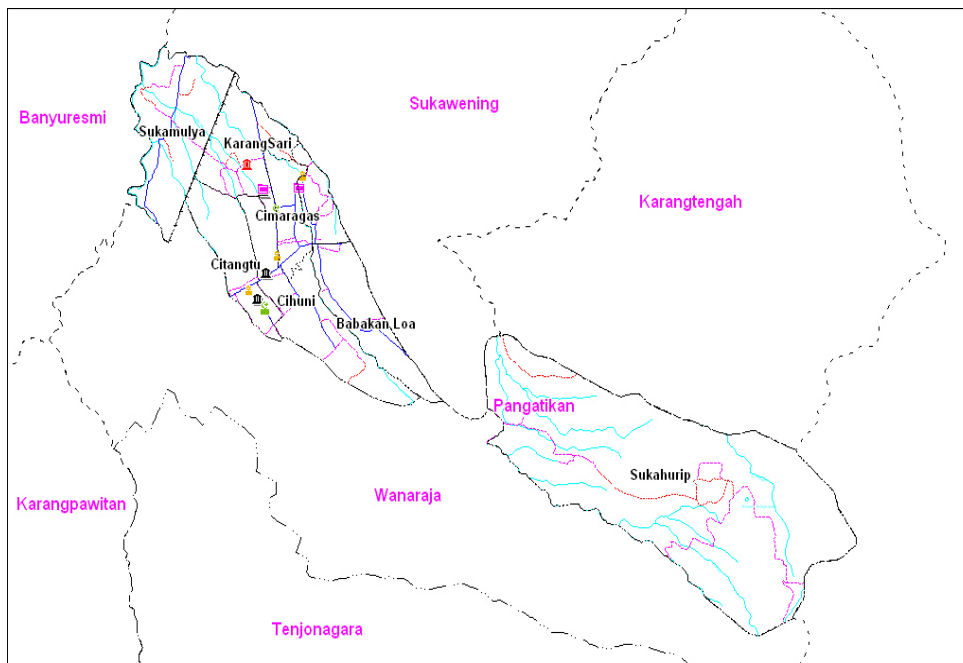 Sukawening
Banyuresmi
Sukamulya
KarangSari
Karangtengah
Cimaragas
Citangtu
Cihuni
Babakan Loa
Pangatikan
Sukahurip
Wanaraja
Karangpawitan
Tenjonagara